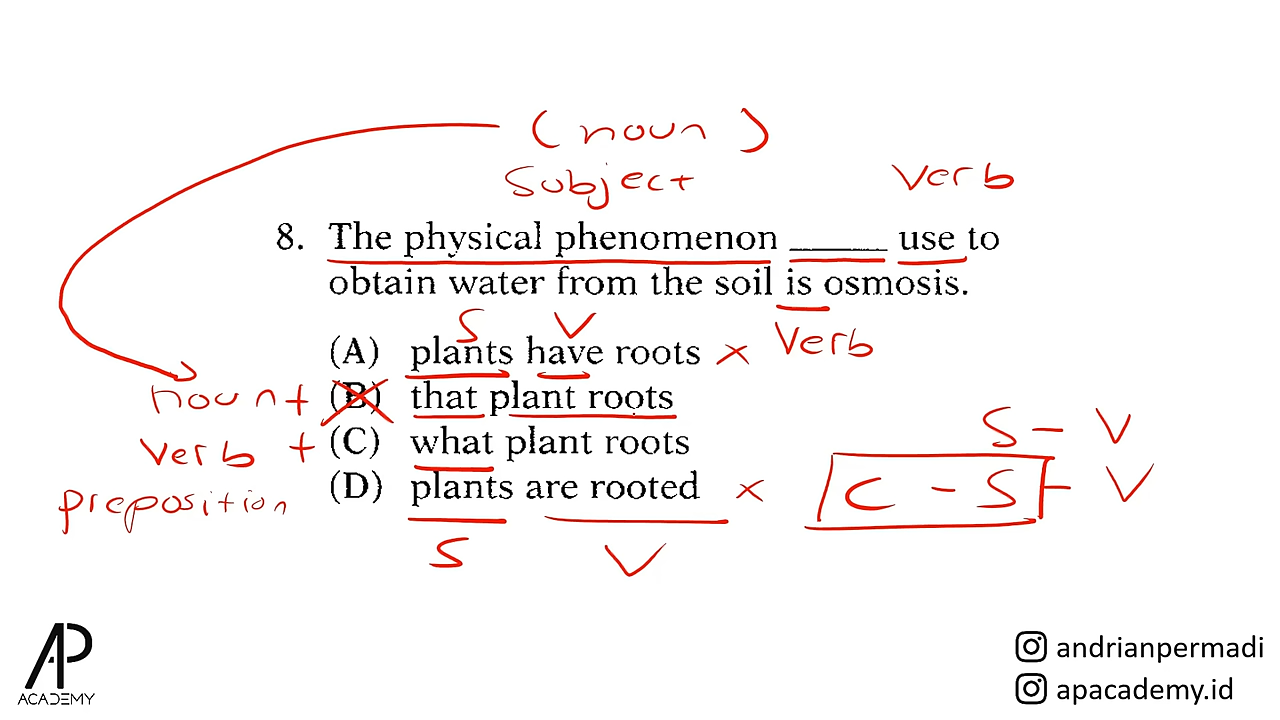 ( noun )
Subject
verb
8. The physical phenomenon ______ use to
obtain water from the soil is osmosis.
S V
(A) plants have roots ×
verb
noun +
(B) that plant roots
verb +
(C) what plant roots
S - V
preposition
(D) plants are rooted ×
C - S - V
S V
AP
ACADEMY
andrianpermadi
apacademy.id